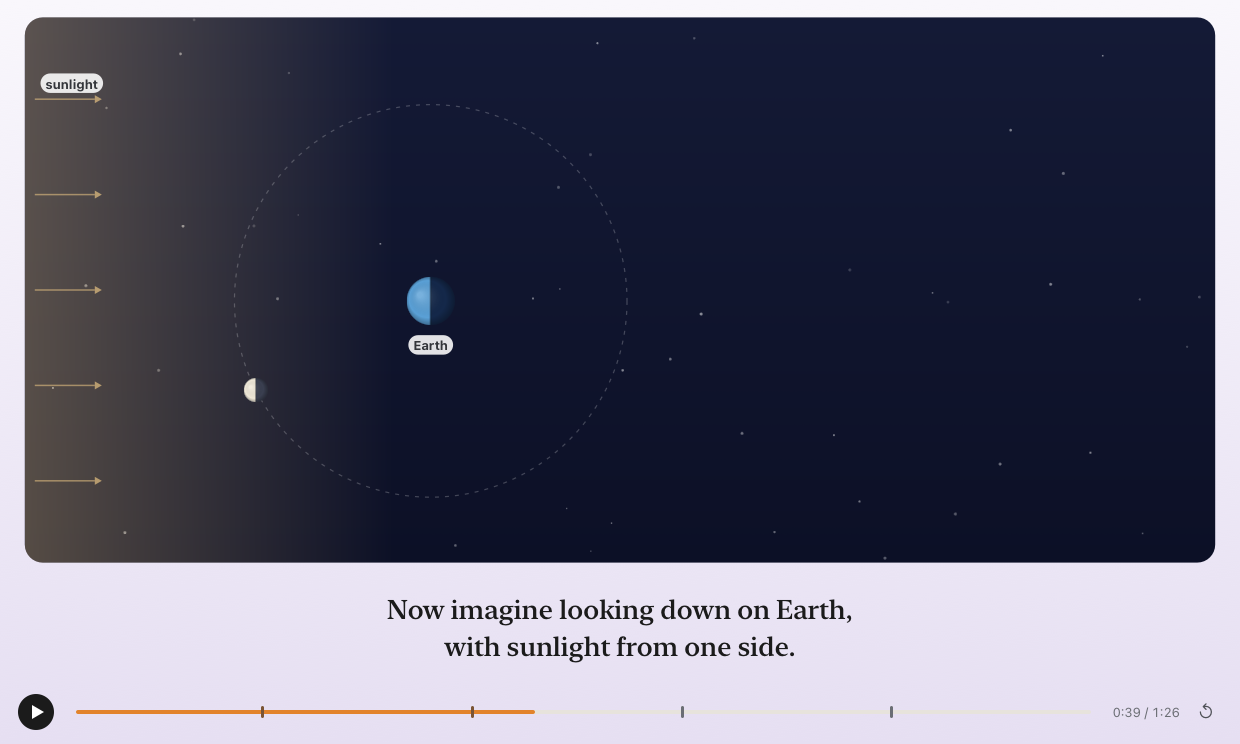 sunlight
Earth
Now imagine looking down on Earth,
with sunlight from one side.
0:39 / 1:26